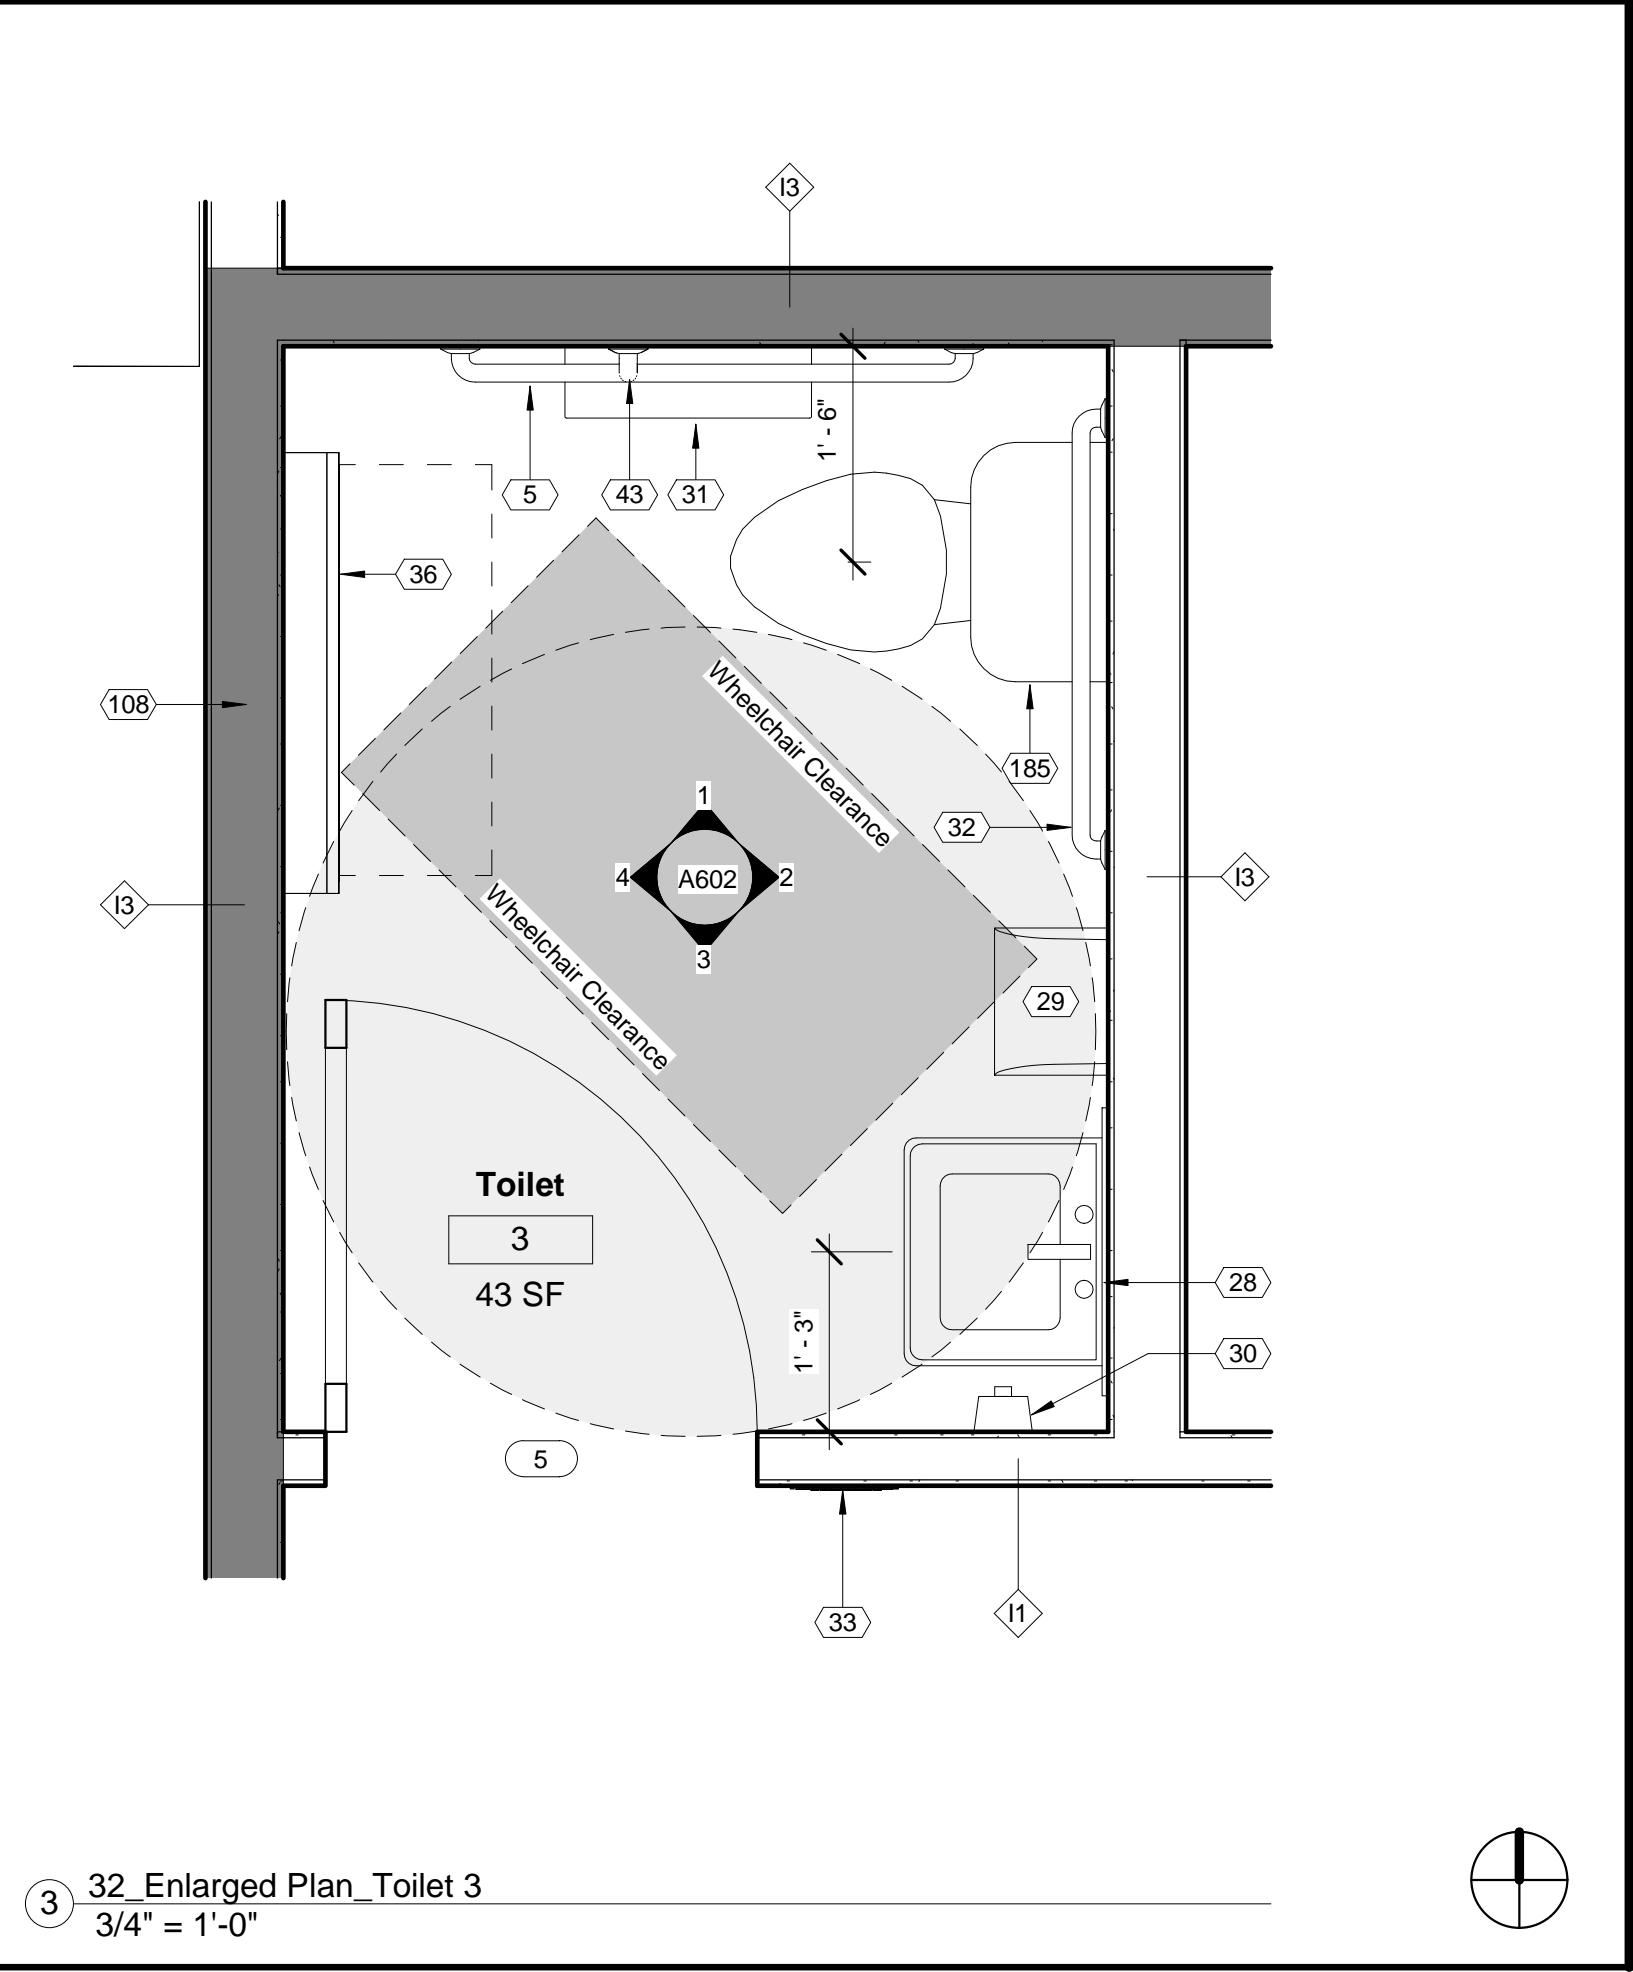 I3
1' - 6"
5
43
31
36
Wheelchair Clearance
108
185
1
32
4
A602
2
I3
I3
Wheelchair Clearance
3
29
Toilet
3
43 SF
28
1' - 3"
30
5
33
I1
3
32_Enlarged Plan_Toilet 3
3/4" = 1'-0"